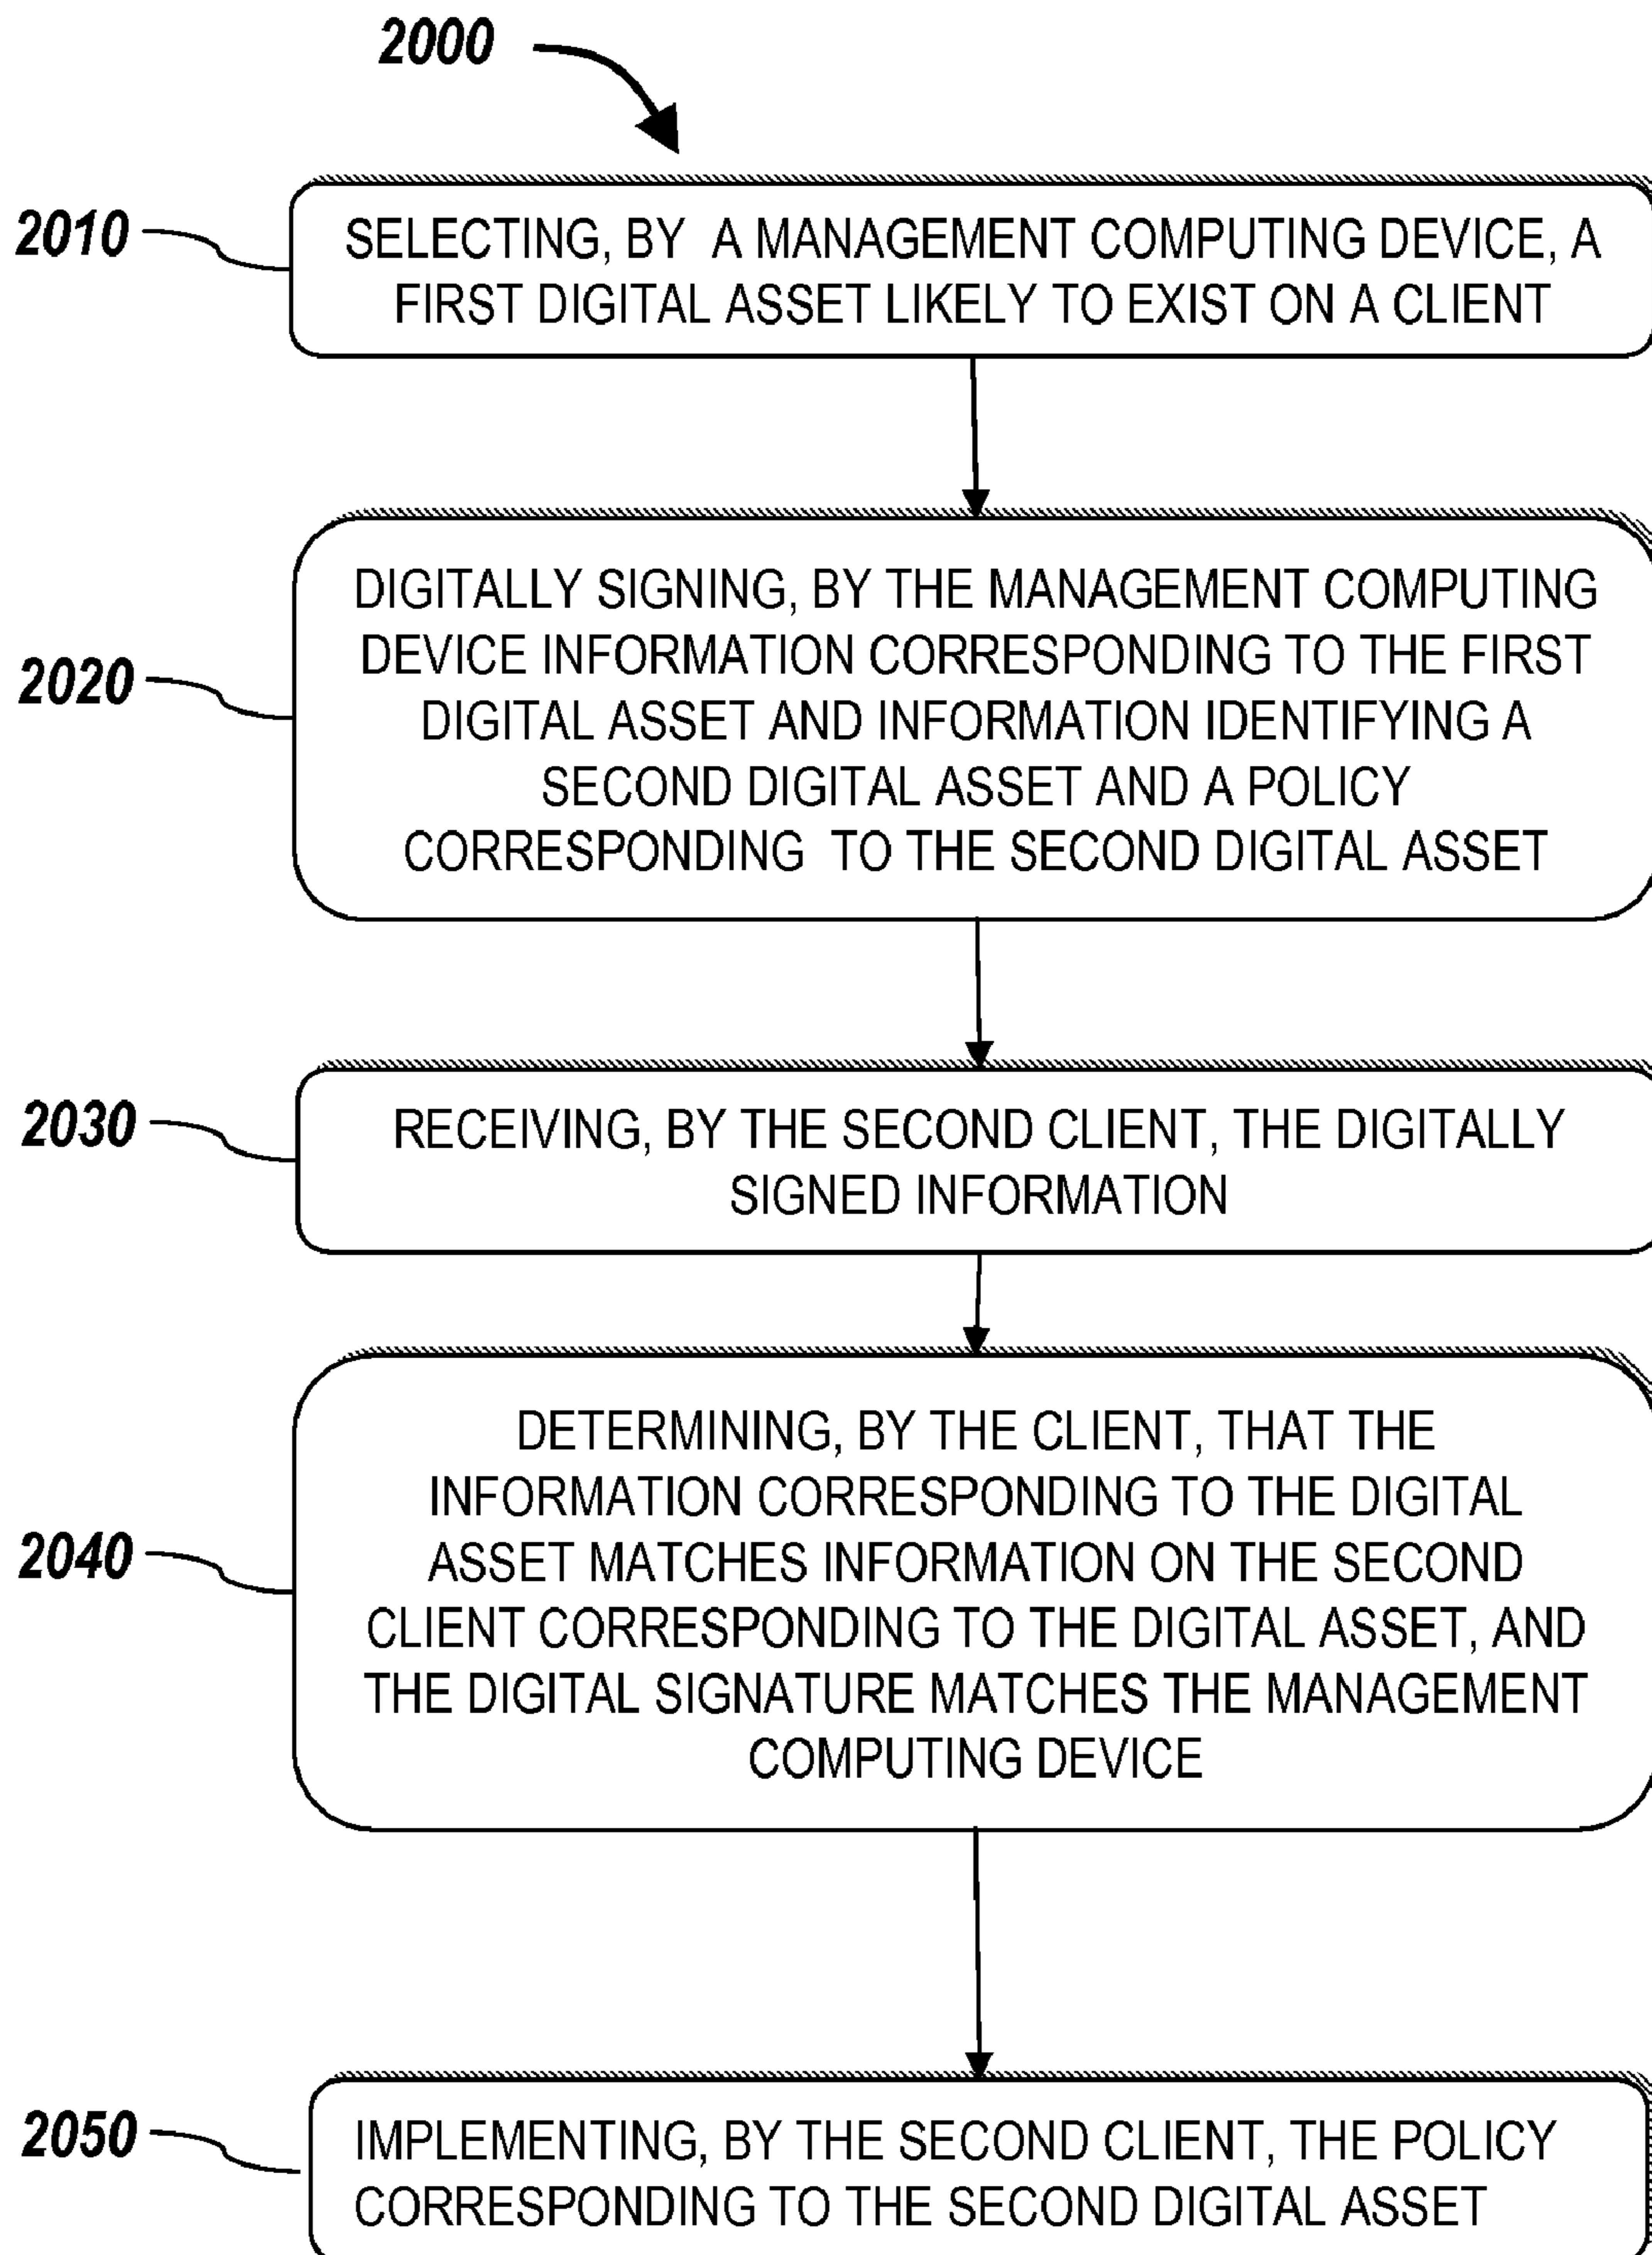 2000
2010
SELECTING, BY A MANAGEMENT COMPUTING DEVICE, A
FIRST DIGITAL ASSET LIKELY TO EXIST ON A CLIENT
2020
DIGITALLY SIGNING, BY THE MANAGEMENT COMPUTING
DEVICE INFORMATION CORRESPONDING TO THE FIRST
DIGITAL ASSET AND INFORMATION IDENTIFYING A
SECOND DIGITAL ASSET AND A POLICY
CORRESPONDING TO THE SECOND DIGITAL ASSET
2030
RECEIVING, BY THE SECOND CLIENT, THE DIGITALLY
SIGNED INFORMATION
2040
DETERMINING, BY THE CLIENT, THAT THE
INFORMATION CORRESPONDING TO THE DIGITAL
ASSET MATCHES INFORMATION ON THE SECOND
CLIENT CORRESPONDING TO THE DIGITAL ASSET, AND
THE DIGITAL SIGNATURE MATCHES THE MANAGEMENT
COMPUTING DEVICE
2050
IMPLEMENTING, BY THE SECOND CLIENT, THE POLICY
CORRESPONDING TO THE SECOND DIGITAL ASSET